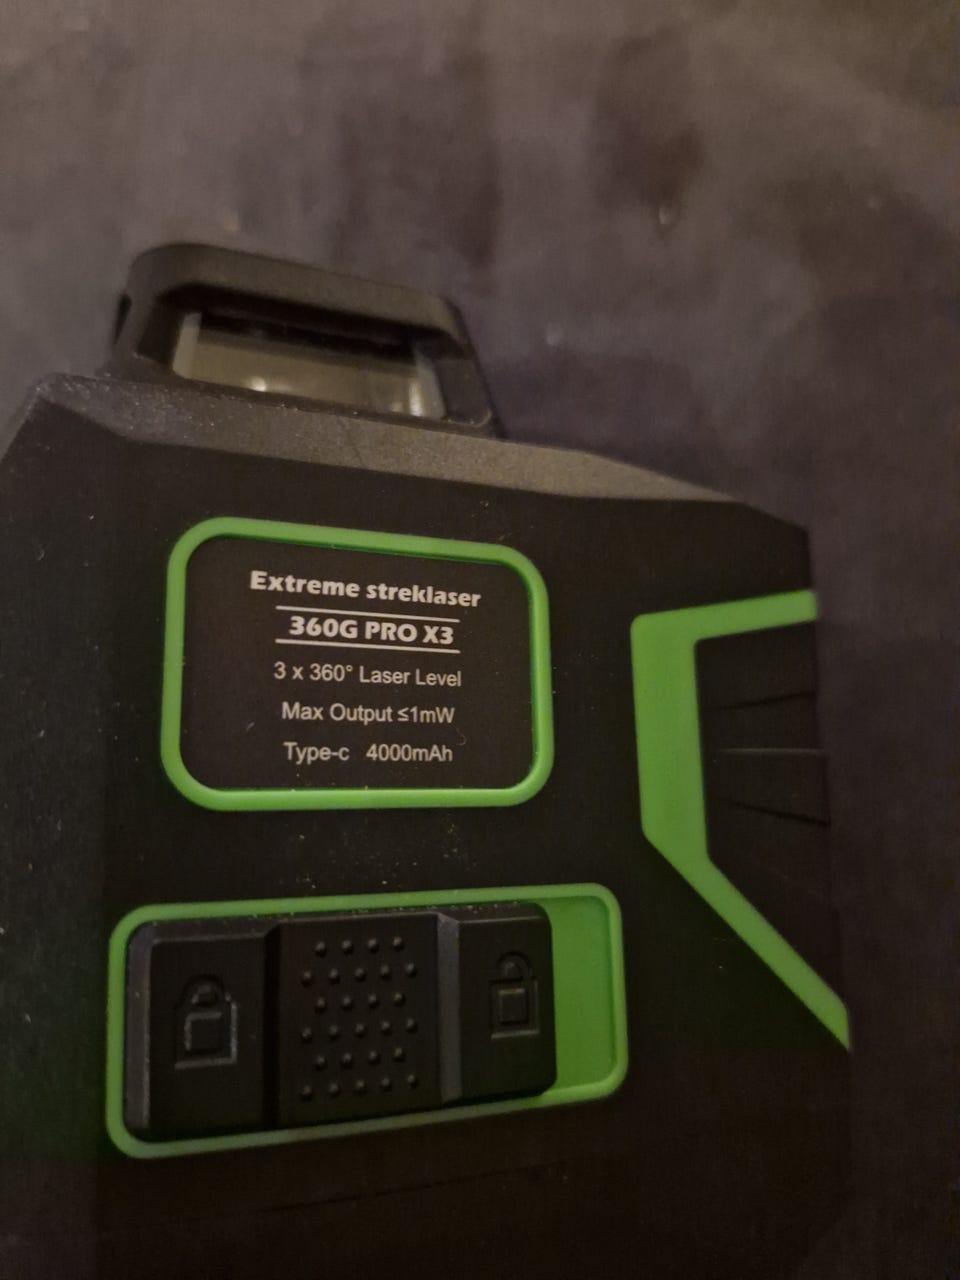 Extreme streklaser
360G PRO X3
3 x 360° Laser Level
Max Output ≤1mW
Type-c 4000mAh